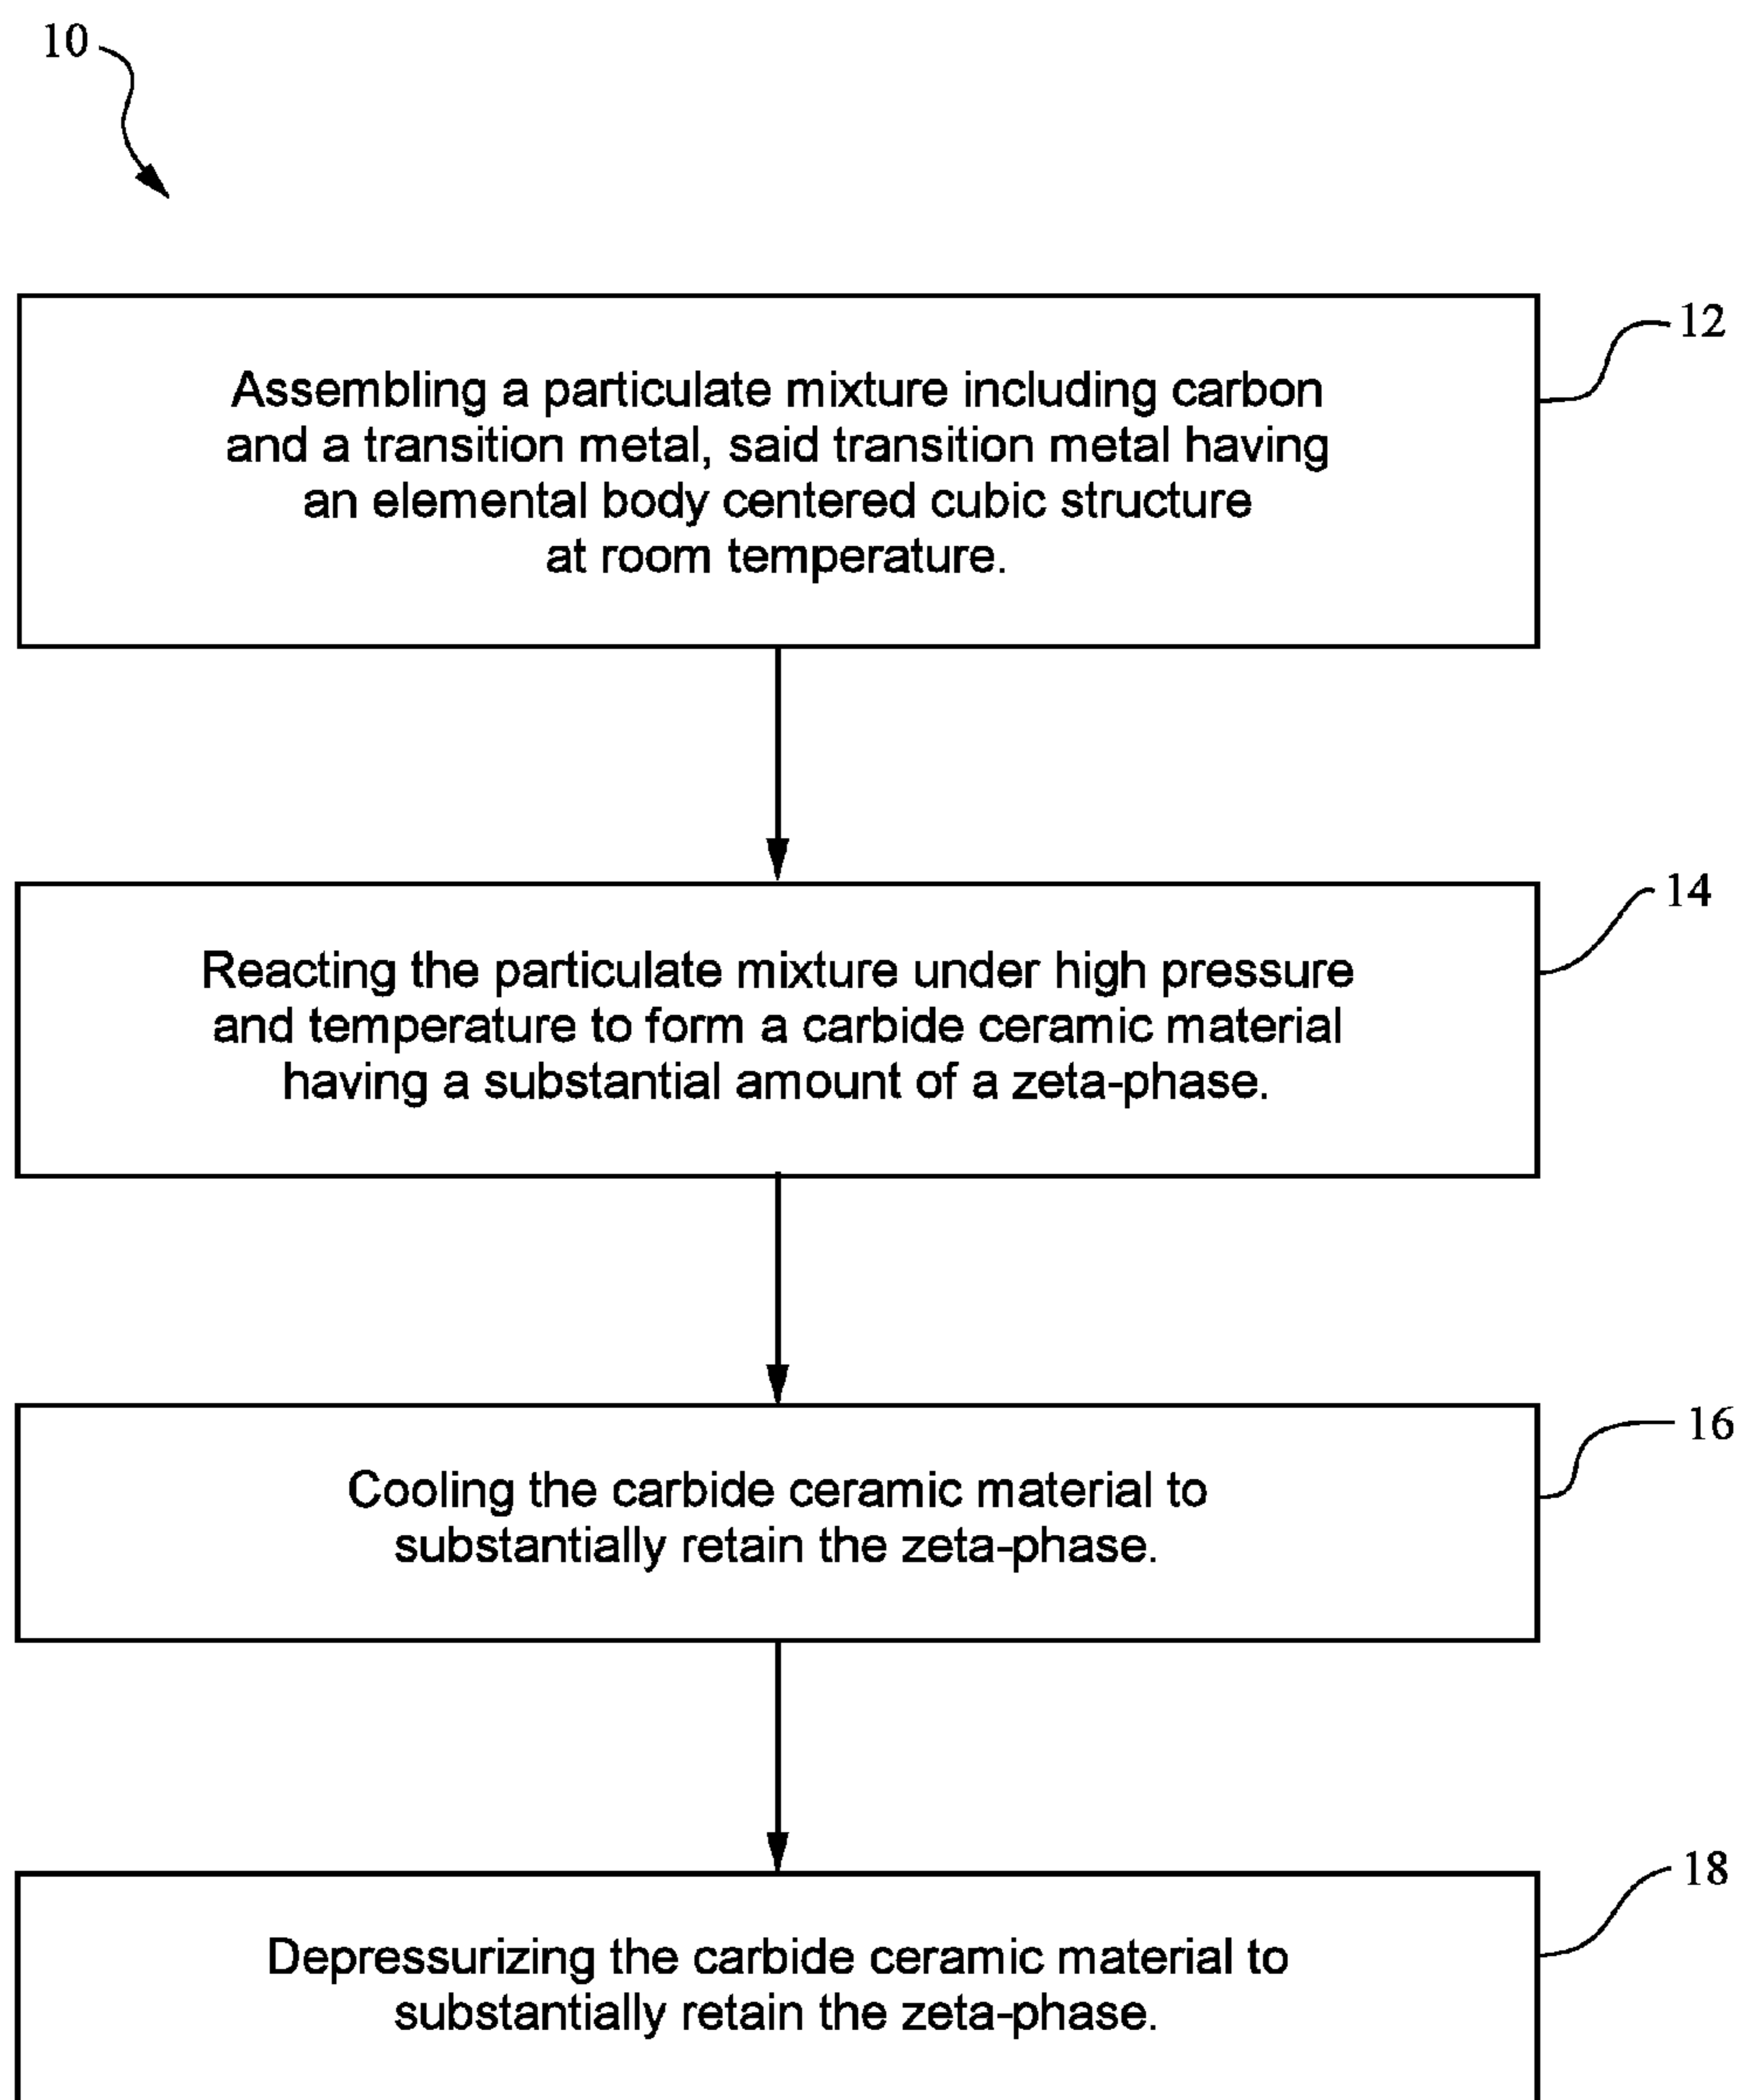 10
12
Assembling a particulate mixture including carbon
and a transition metal, said transition metal having
an elemental body centered cubic structure
at room temperature.
14
Reacting the particulate mixture under high pressure
and temperature to form a carbide ceramic material
having a substantial amount of a zeta-phase.
16
Cooling the carbide ceramic material to
substantially retain the zeta-phase.
18
Depressurizing the carbide ceramic material to
substantially retain the zeta-phase.